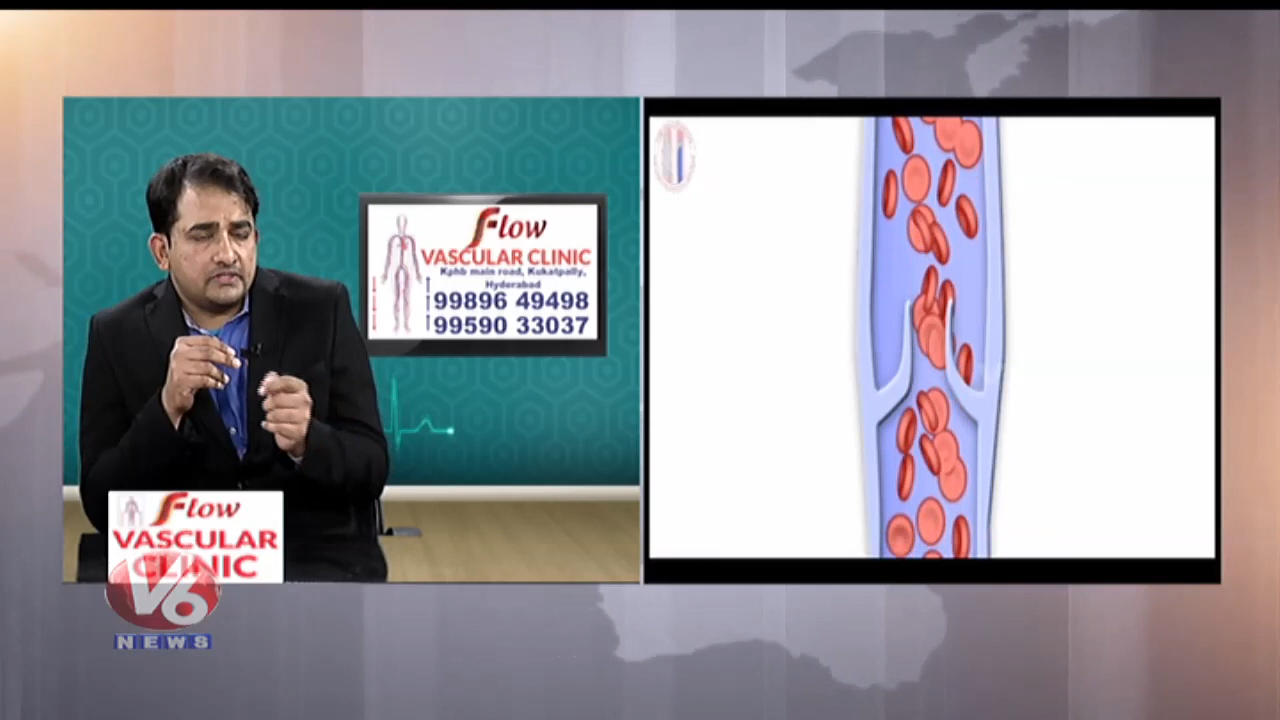 Flow
VASCULAR CLINIC
Kphb main road, Kukatpally,
Hyderabad
99896 49498
99590 33037
Flow
VASCULAR
CLINIC
V6
NEWS